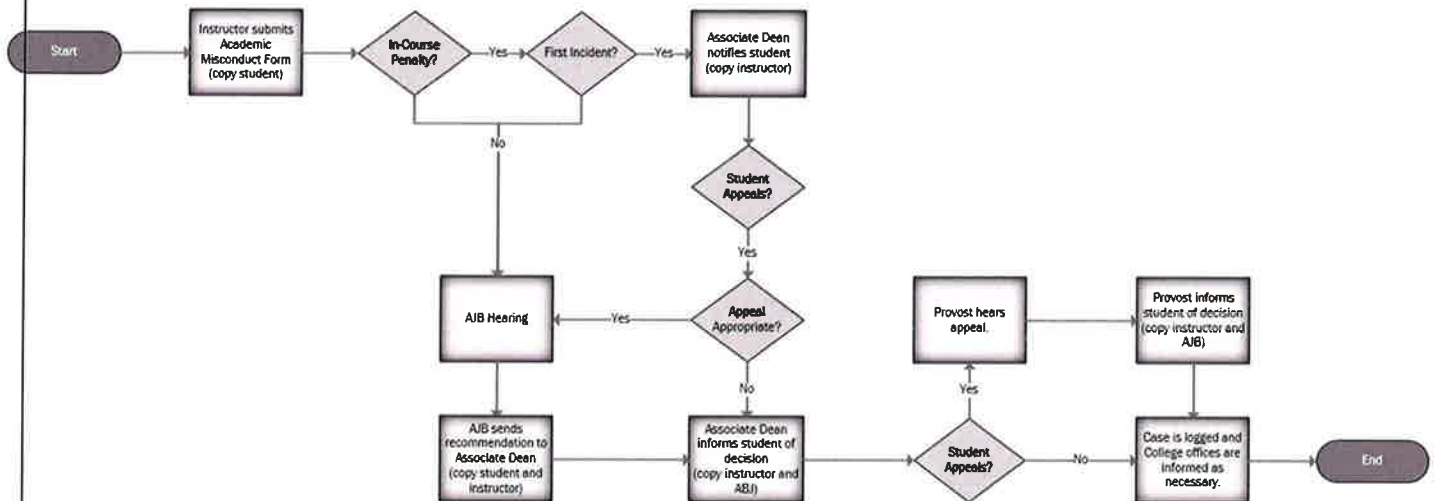 Start
Instructor submits
Academic
Misconduct Form
(copy student)
In-Course
Penalty?
Yes
First Incident?
Yes
Associate Dean
notifies student
(copy instructor)
No
Student
Appeals?
Yes
AJB Hearing
Yes
Appeal
Appropriate?
Provost hears
appeal.
Provost informs
student of decision
(copy instructor and
AJB)
No
Yes
AJB sends
recommendation to
Associate Dean
(copy student and
instructor)
Associate Dean
informs student of
decision
(copy instructor and
ABJ)
Student
Appeals?
No
Case is logged and
College offices are
informed as
necessary.
End